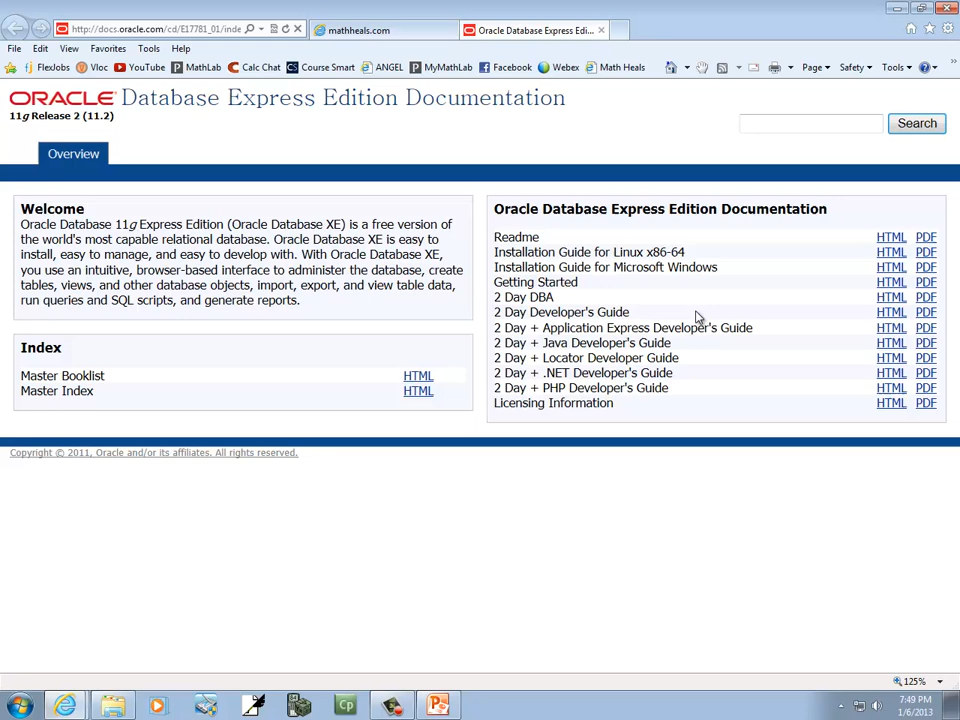 http://docs.oracle.com/cd/E17781_01/inde
mathheals.com
Oracle Database Express Edi...
File Edit View Favorites Tools Help
FlexJobs Vloc YouTube MathLab Calc Chat Course Smart ANGEL MyMathLab Facebook Webex Math Heals Page Safety Tools
ORACLE Database Express Edition Documentation
11g Release 2 (11.2)
Search
Overview
Welcome
Oracle Database 11g Express Edition (Oracle Database XE) is a free version of
the world's most capable relational database. Oracle Database XE is easy to
install, easy to manage, and easy to develop with. With Oracle Database XE,
you use an intuitive, browser-based interface to administer the database, create
tables, views, and other database objects, import, export, and view table data,
run queries and SQL scripts, and generate reports.
Index
Master Booklist HTML
Master Index HTML
Oracle Database Express Edition Documentation
Readme HTML PDF
Installation Guide for Linux x86-64 HTML PDF
Installation Guide for Microsoft Windows HTML PDF
Getting Started HTML PDF
2 Day DBA HTML PDF
2 Day Developer's Guide HTML PDF
2 Day + Application Express Developer's Guide HTML PDF
2 Day + Java Developer's Guide HTML PDF
2 Day + Locator Developer Guide HTML PDF
2 Day + .NET Developer's Guide HTML PDF
2 Day + PHP Developer's Guide HTML PDF
Licensing Information HTML PDF
Copyright © 2011, Oracle and/or its affiliates. All rights reserved.
125%
Cp
7:49 PM
1/6/2013